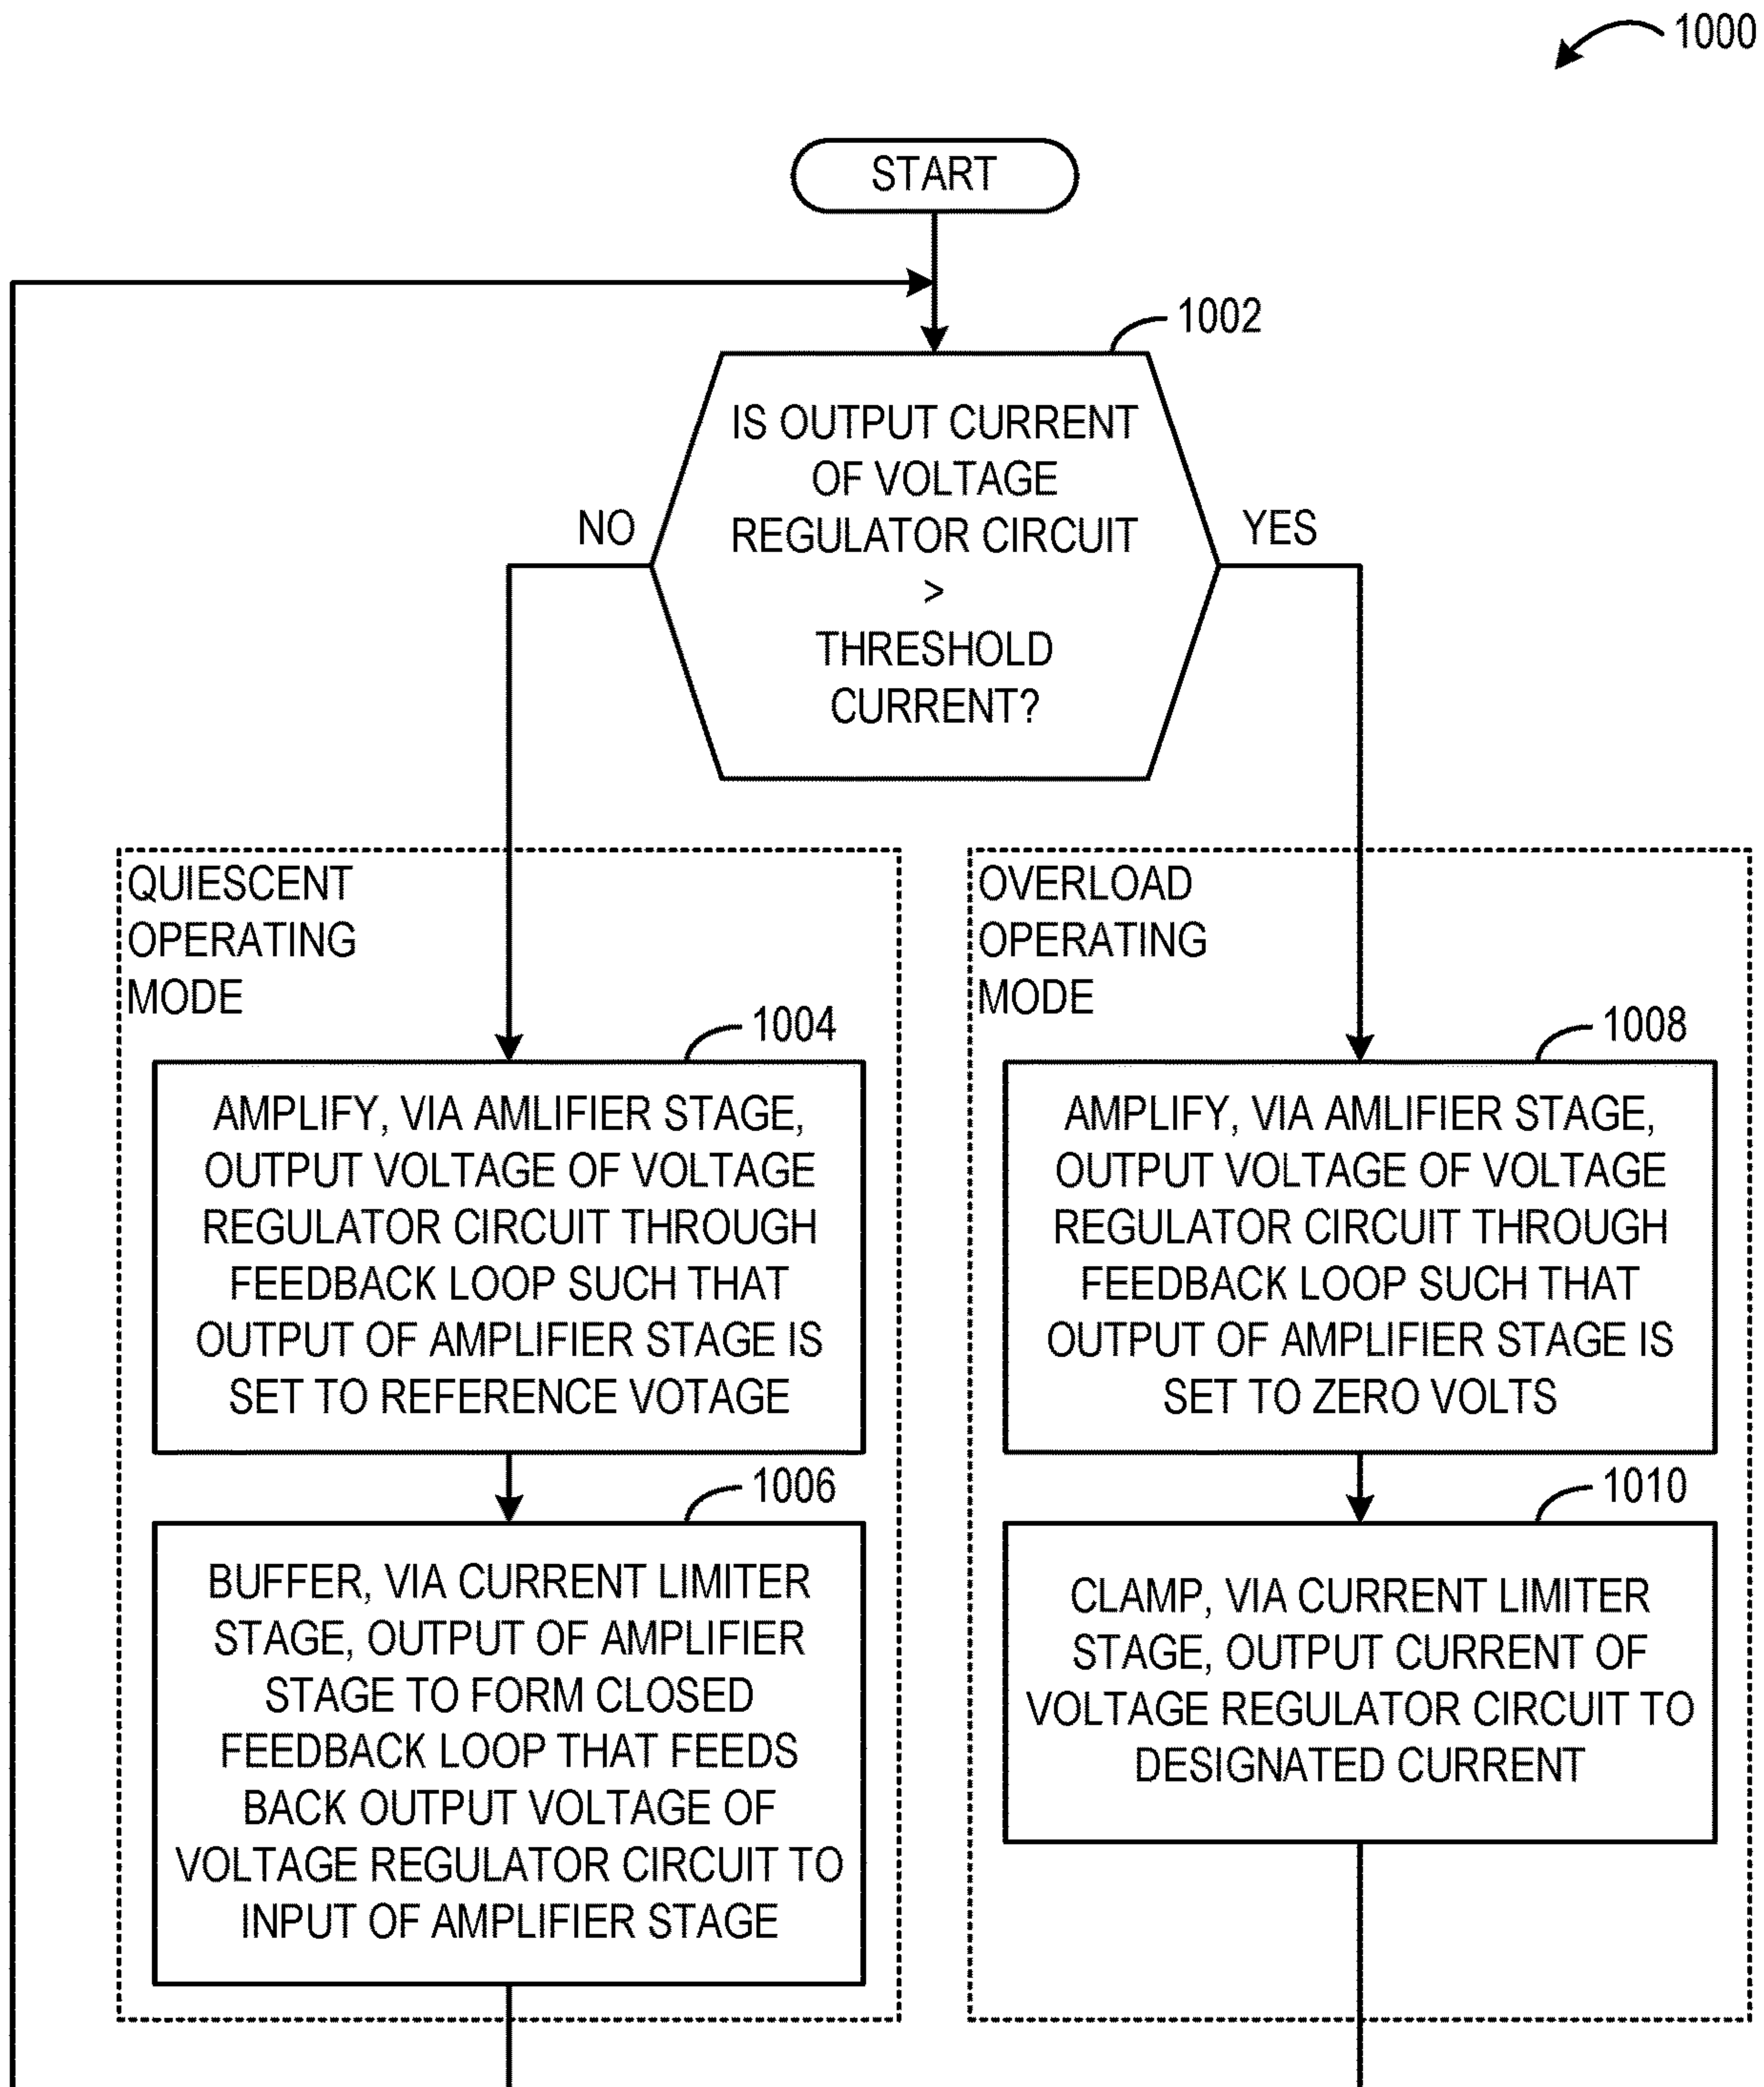 1000
START
1002
IS OUTPUT CURRENT
OF VOLTAGE
REGULATOR CIRCUIT
>
THRESHOLD
CURRENT?
NO
YES
QUIESCENT
OPERATING
MODE
1004
AMPLIFY, VIA AMLIFIER STAGE,
OUTPUT VOLTAGE OF VOLTAGE
REGULATOR CIRCUIT THROUGH
FEEDBACK LOOP SUCH THAT
OUTPUT OF AMPLIFIER STAGE IS
SET TO REFERENCE VOTAGE
1006
BUFFER, VIA CURRENT LIMITER
STAGE, OUTPUT OF AMPLIFIER
STAGE TO FORM CLOSED
FEEDBACK LOOP THAT FEEDS
BACK OUTPUT VOLTAGE OF
VOLTAGE REGULATOR CIRCUIT TO
INPUT OF AMPLIFIER STAGE
OVERLOAD
OPERATING
MODE
1008
AMPLIFY, VIA AMLIFIER STAGE,
OUTPUT VOLTAGE OF VOLTAGE
REGULATOR CIRCUIT THROUGH
FEEDBACK LOOP SUCH THAT
OUTPUT OF AMPLIFIER STAGE IS
SET TO ZERO VOLTS
1010
CLAMP, VIA CURRENT LIMITER
STAGE, OUTPUT CURRENT OF
VOLTAGE REGULATOR CIRCUIT TO
DESIGNATED CURRENT